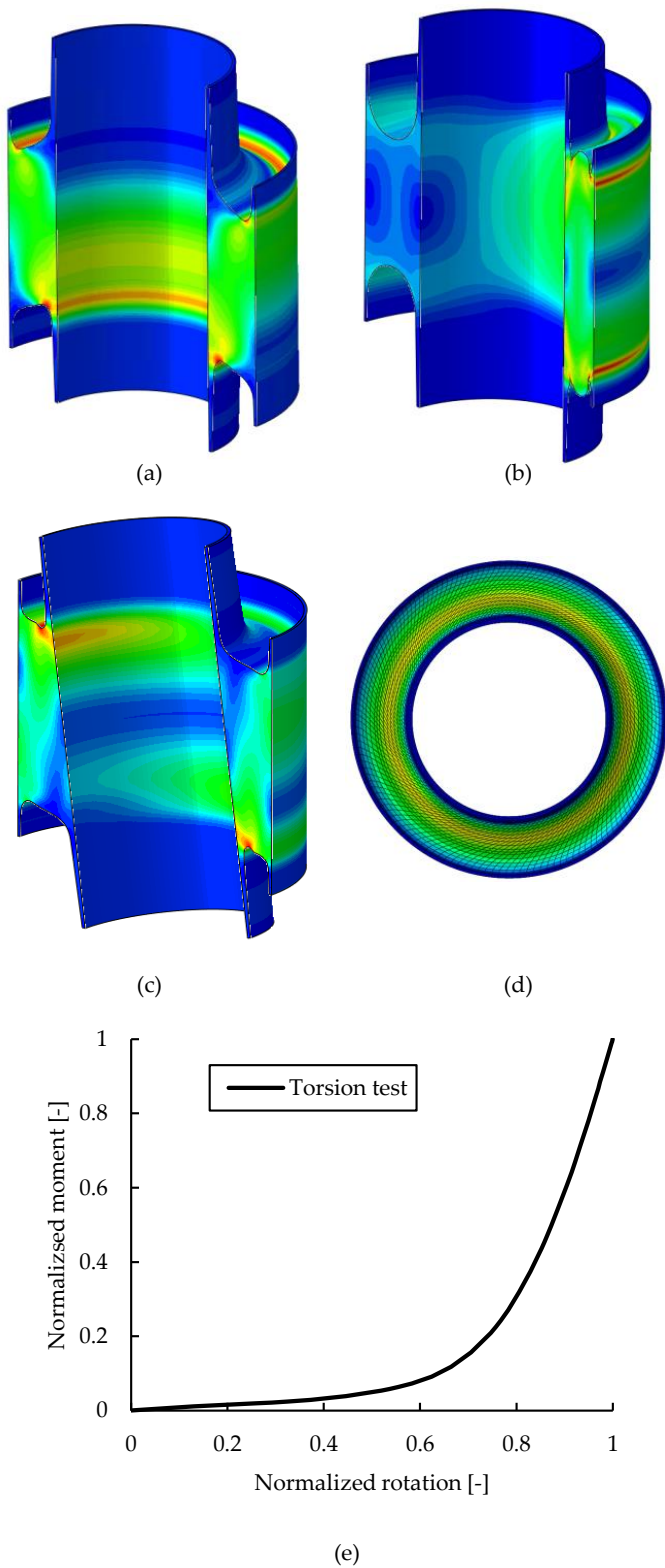 (a)
(b)
(c)
(d)
1
Torsion test
0.8
0.6
0.4
0.2
0
Normalizsed moment [-]
0
0.2
0.4
0.6
0.8
1
Normalized rotation [-]
(e)